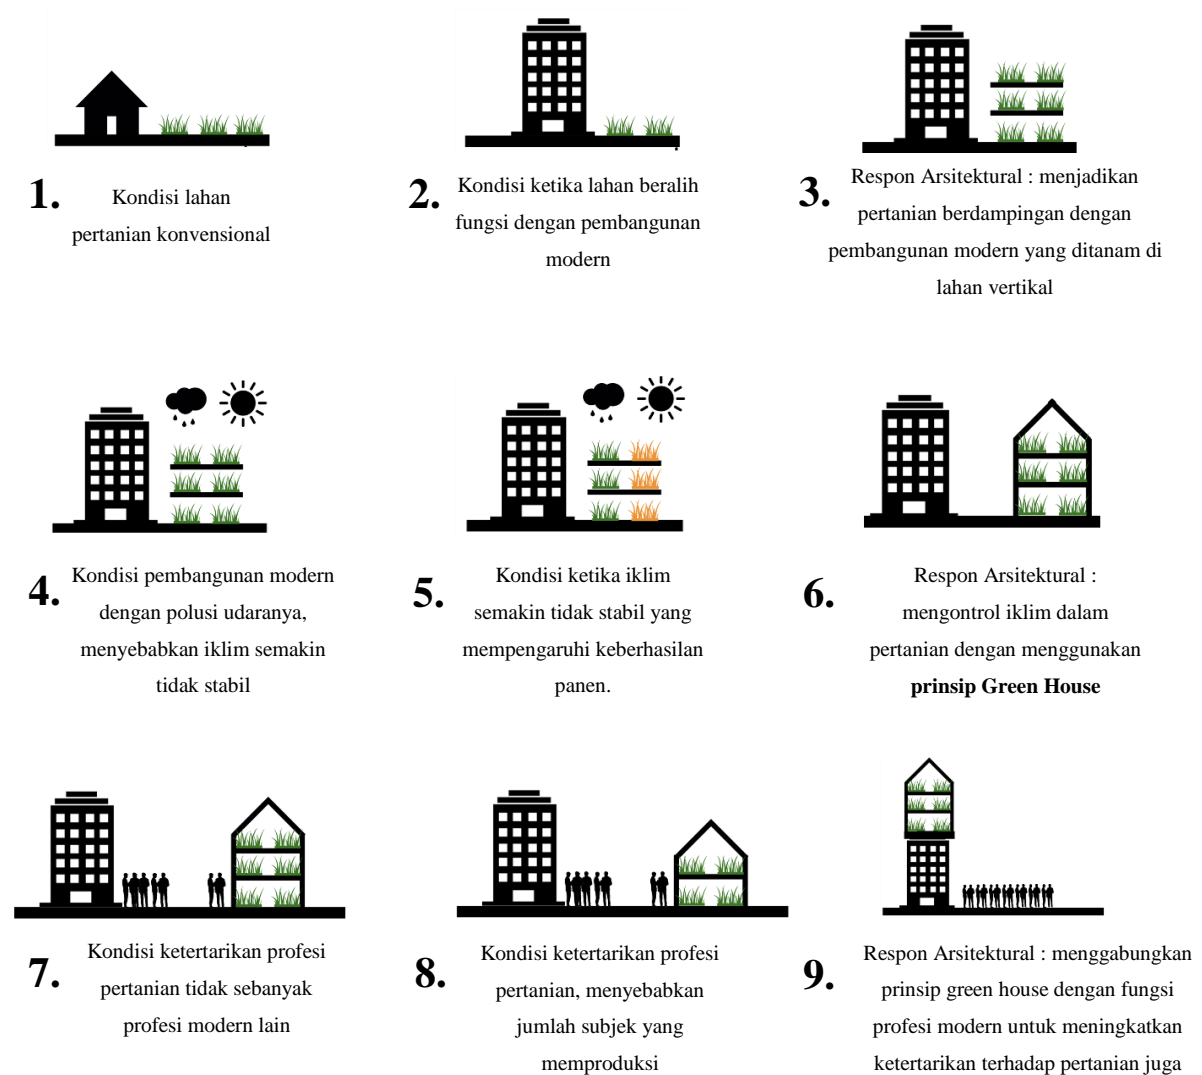 1. Kondisi lahan
pertanian konvensional
2. Kondisi ketika lahan beralih
fungsi dengan pembangunan
modern
3. Respon Arsitektural : menjadikan
pertanian berdampingan dengan
pembangunan modern yang ditanam di
lahan vertikal
4. Kondisi pembangunan modern
dengan polusi udaranya,
menyebabkan iklim semakin
tidak stabil
5. Kondisi ketika iklim
semakin tidak stabil yang
mempengaruhi keberhasilan
panen.
6. Respon Arsitektural :
mengontrol iklim dalam
pertanian dengan menggunakan
prinsip Green House
7. Kondisi ketertarikan profesi
pertanian tidak sebanyak
profesi modern lain
8. Kondisi ketertarikan profesi
pertanian, menyebabkan
jumlah subjek yang
memproduksi
9. Respon Arsitektural : menggabungkan
prinsip green house dengan fungsi
profesi modern untuk meningkatkan
ketertarikan terhadap pertanian juga